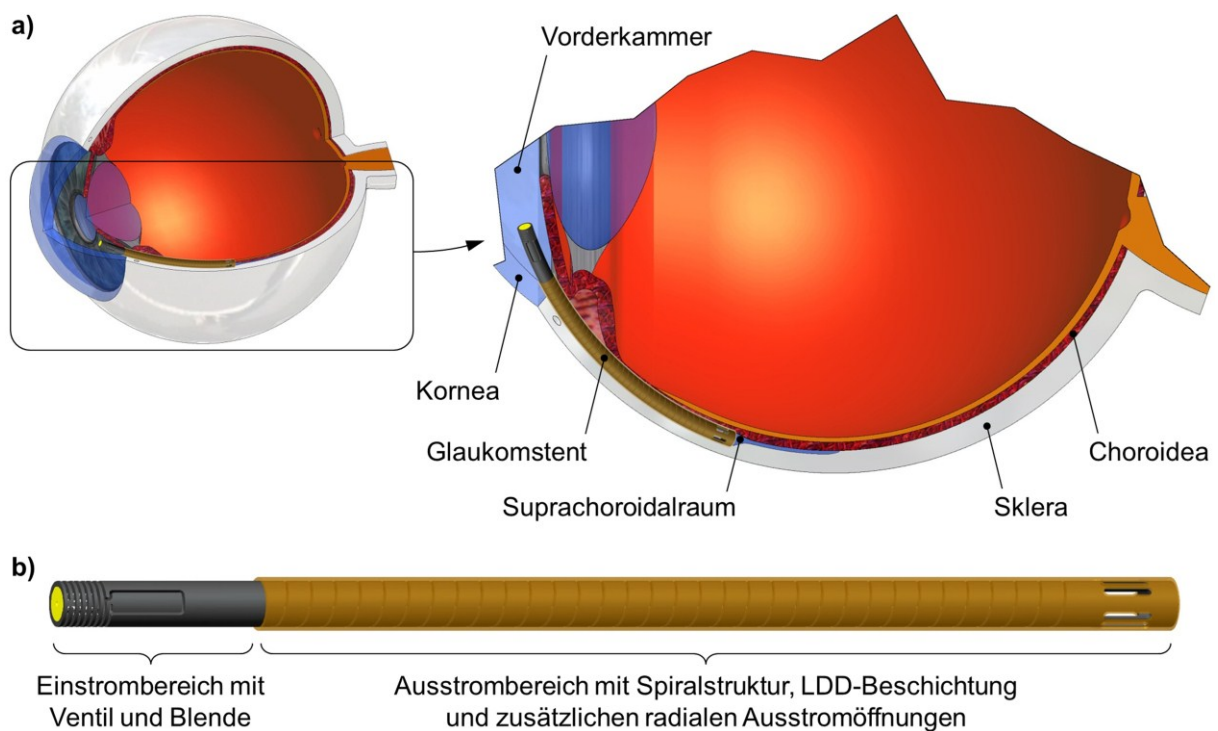 a)
Vorderkammer
Kornea
Glaukomstent
Suprachoroidalraum
Sklera
Choroidea
b)
Einstrombereich mit
Ventil und Blende
Ausstrombereich mit Spiralstruktur, LDD-Beschichtung
und zusätzlichen radialen Ausstromöffnungen